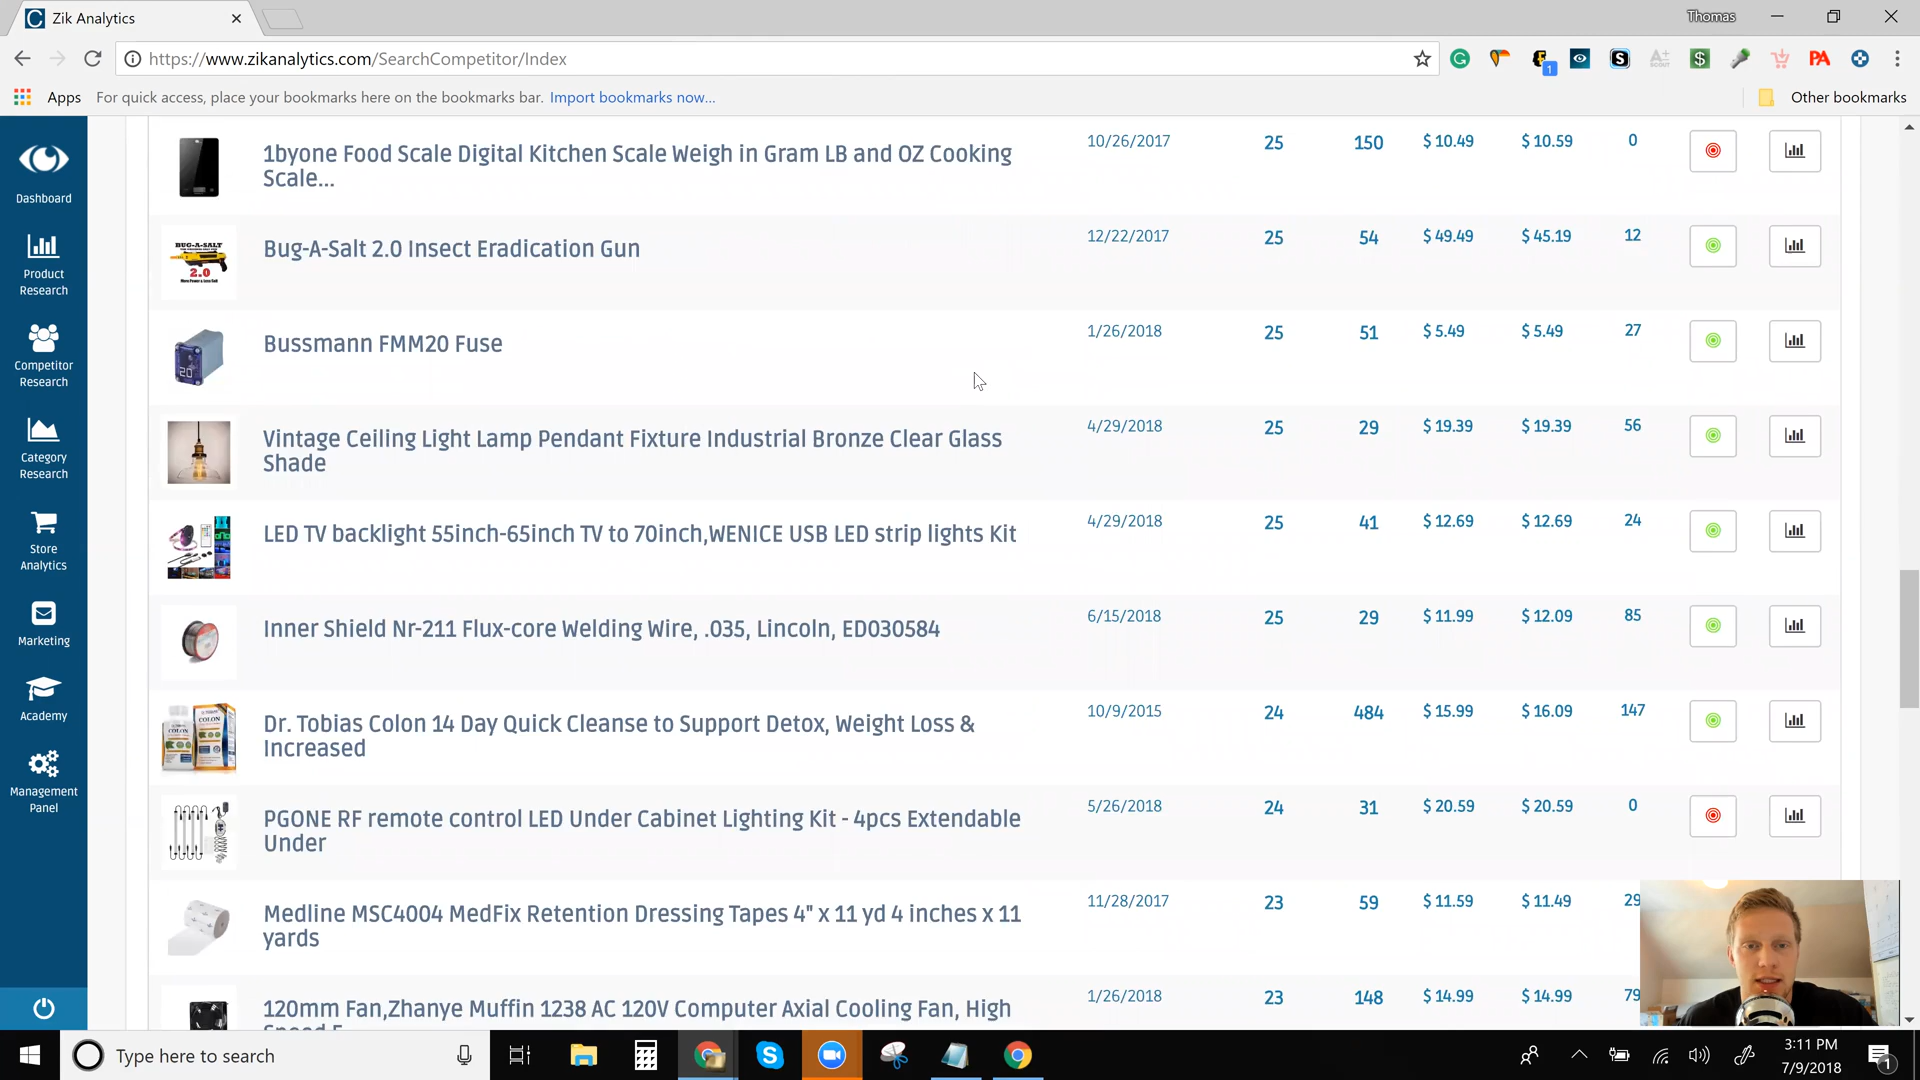 Zik Analytics
Thomas
https://www.zikanalytics.com/SearchCompetitor/Index
Apps For quick access, place your bookmarks here on the bookmarks bar. Import bookmarks now... Other bookmarks
Dashboard
Product
Research
Competitor
Research
Category
Research
Store
Analytics
Marketing
Academy
Management
Panel
1byone Food Scale Digital Kitchen Scale Weigh in Gram LB and OZ Cooking
Scale...
10/26/2017 25 150 $ 10.49 $ 10.59 0
BUG-A-SALT
2.0
Bug-A-Salt 2.0 Insect Eradication Gun
12/22/2017 25 54 $ 49.49 $ 45.19 12
20
Bussmann FMM20 Fuse
1/26/2018 25 51 $ 5.49 $ 5.49 27
Vintage Ceiling Light Lamp Pendant Fixture Industrial Bronze Clear Glass
Shade
4/29/2018 25 29 $ 19.39 $ 19.39 56
LED TV backlight 55inch-65inch TV to 70inch,WENICE USB LED strip lights Kit
4/29/2018 25 41 $ 12.69 $ 12.69 24
Inner Shield Nr-211 Flux-core Welding Wire, .035, Lincoln, ED030584
6/15/2018 25 29 $ 11.99 $ 12.09 85
COLON
COLON
Dr. Tobias Colon 14 Day Quick Cleanse to Support Detox, Weight Loss &
Increased
10/9/2015 24 484 $ 15.99 $ 16.09 147
PGONE RF remote control LED Under Cabinet Lighting Kit - 4pcs Extendable
Under
5/26/2018 24 31 $ 20.59 $ 20.59 0
Medline MSC4004 MedFix Retention Dressing Tapes 4" x 11 yd 4 inches x 11
yards
11/28/2017 23 59 $ 11.59 $ 11.49 29
120mm Fan,Zhanye Muffin 1238 AC 120V Computer Axial Cooling Fan, High
1/26/2018 23 148 $ 14.99 $ 14.99 79
Type here to search
3:11 PM
7/9/2018
1